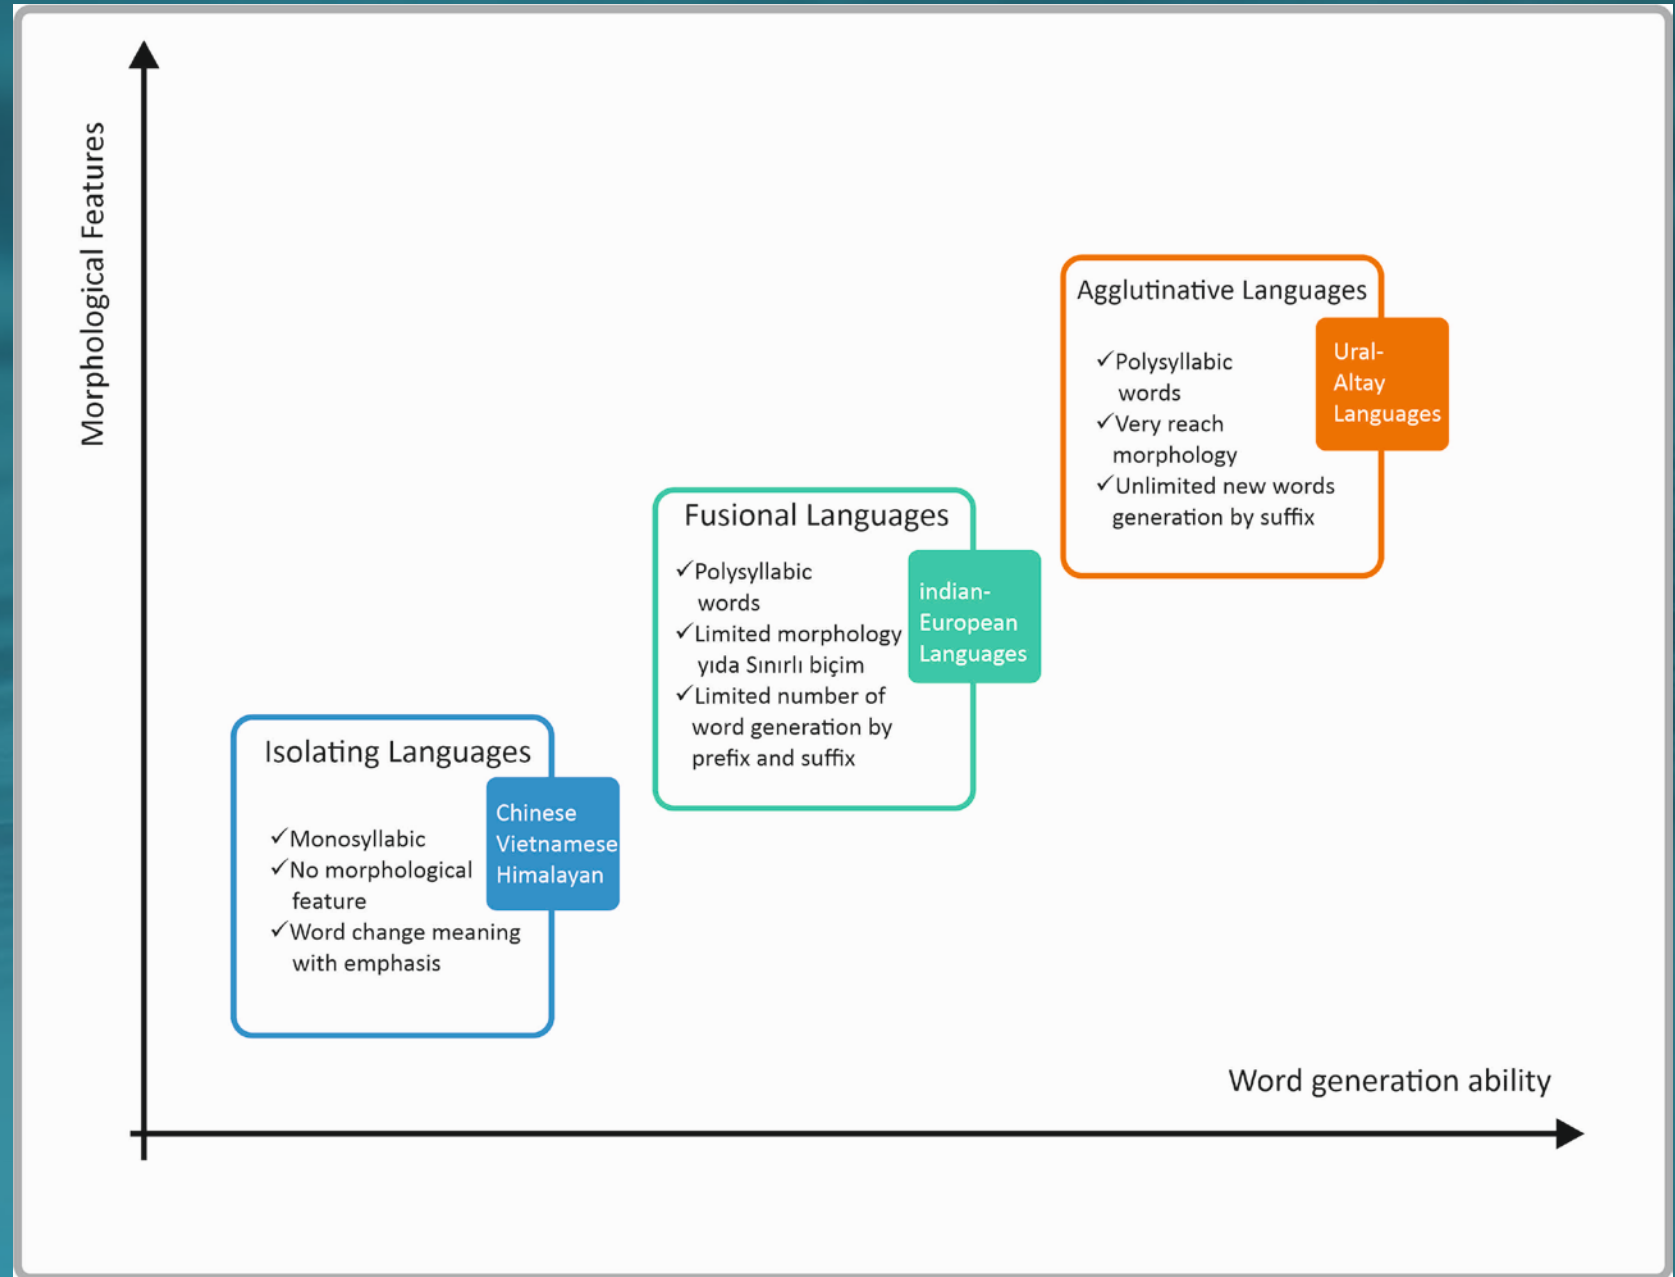 Morphological Features
Agglutinative Languages
✓Polysyllabic
words
✓Very reach
morphology
✓Unlimited new words
generation by suffix
Ural-
Altay
Languages
Fusional Languages
✓Polysyllabic
words
✓Limited morphology
yıda Sınırlı biçim
✓Limited number of
word generation by
prefix and suffix
indian-
European
Languages
Isolating Languages
✓Monosyllabic
✓No morphological
feature
✓Word change meaning
with emphasis
Chinese
Vietnamese
Himalayan
Word generation ability